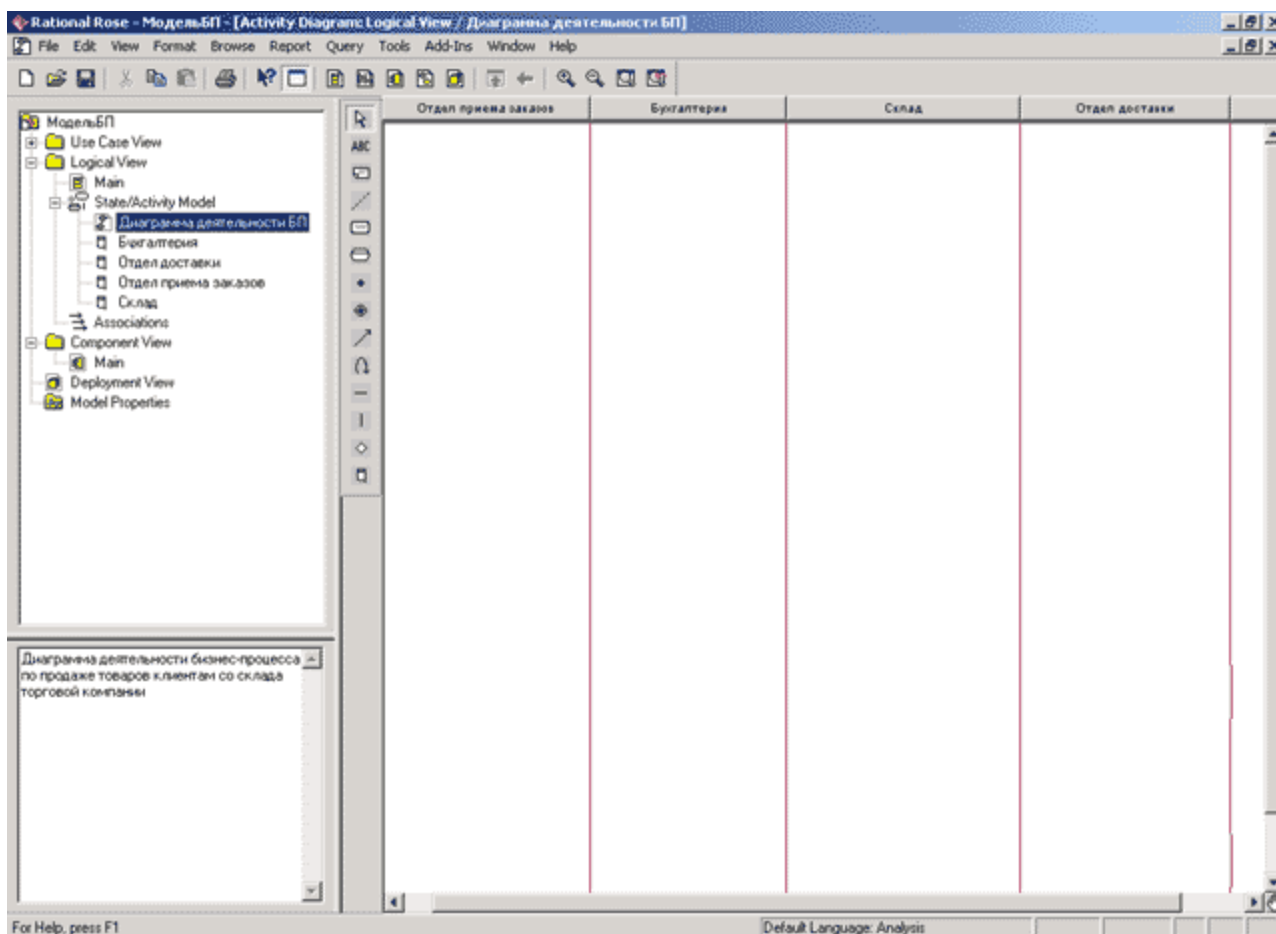 Rational Rose - МодельБП - [Activity Diagram: Logical View / Диаграмма деятельности БП]
File Edit View Format Browse Report Query Tools Add-Ins Window Help
Отдел приема заказов Бухгалтерия Склад Отдел доставки
МодельБП
Use Case View
Logical View
Main
State/Activity Model
Диаграмма деятельности БП
Бухгалтерия
Отдел доставки
Отдел приема заказов
Склад
Associations
Component View
Main
Deployment View
Model Properties
ABC
Диаграмма деятельности бизнес-процесса
по продаже товаров клиентам со склада
торговой компании
For Help, press F1 Default Language: Analysis